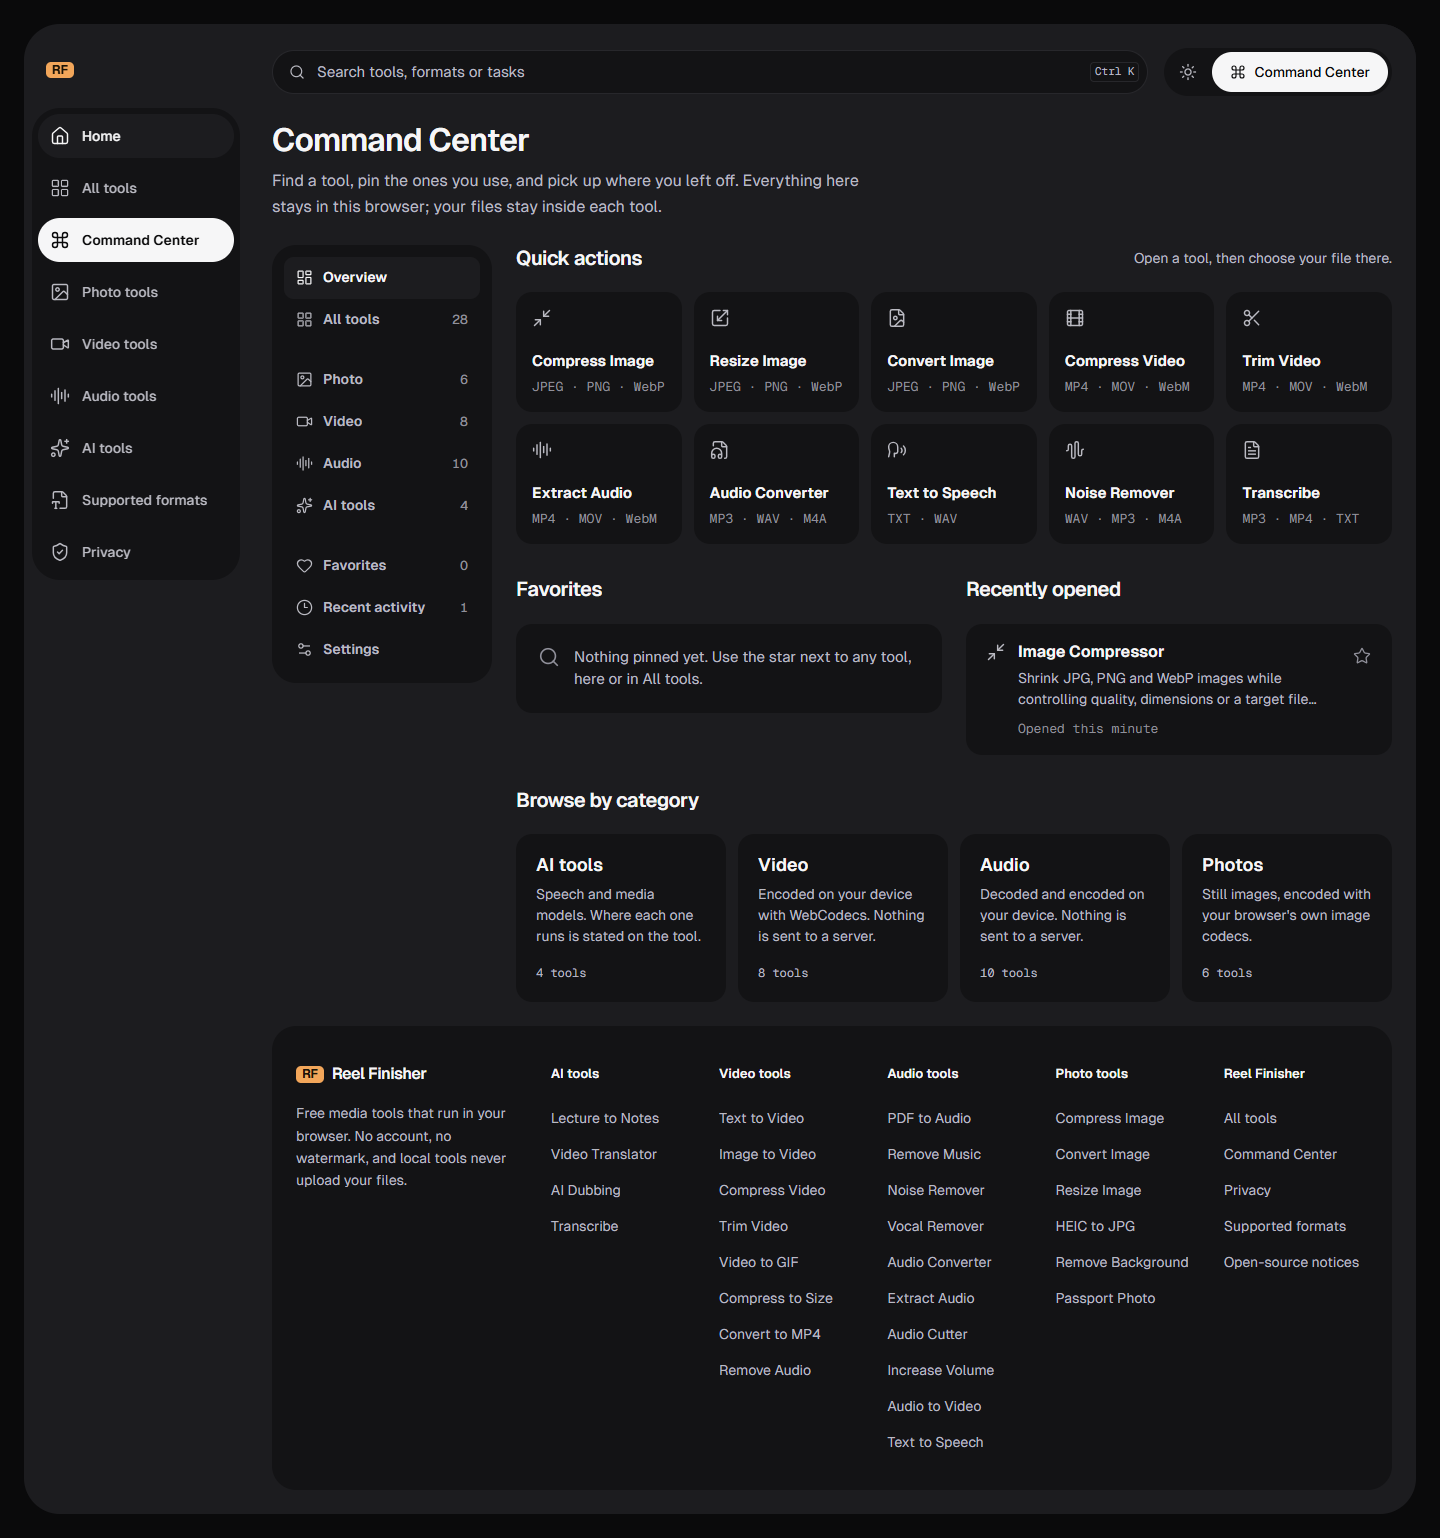 RF
Search tools, formats or tasks
Ctrl K
Command Center
Home
All tools
Command Center
Photo tools
Video tools
Audio tools
AI tools
Supported formats
Privacy
Command Center
Find a tool, pin the ones you use, and pick up where you left off. Everything here
stays in this browser; your files stay inside each tool.
Overview
All tools 28
Photo 6
Video 8
Audio 10
AI tools 4
Favorites 0
Recent activity 1
Settings
Quick actions
Open a tool, then choose your file there.
Compress Image
JPEG · PNG · WebP
Resize Image
JPEG · PNG · WebP
Convert Image
JPEG · PNG · WebP
Compress Video
MP4 · MOV · WebM
Trim Video
MP4 · MOV · WebM
Extract Audio
MP4 · MOV · WebM
Audio Converter
MP3 · WAV · M4A
Text to Speech
TXT · WAV
Noise Remover
WAV · MP3 · M4A
Transcribe
MP3 · MP4 · TXT
Favorites
Nothing pinned yet. Use the star next to any tool,
here or in All tools.
Recently opened
Image Compressor
Shrink JPG, PNG and WebP images while
controlling quality, dimensions or a target file…
Opened this minute
Browse by category
AI tools
Speech and media
models. Where each one
runs is stated on the tool.
4 tools
Video
Encoded on your device
with WebCodecs. Nothing
is sent to a server.
8 tools
Audio
Decoded and encoded on
your device. Nothing is
sent to a server.
10 tools
Photos
Still images, encoded with
your browser's own image
codecs.
6 tools
RF Reel Finisher
Free media tools that run in your
browser. No account, no
watermark, and local tools never
upload your files.
AI tools
Lecture to Notes
Video Translator
AI Dubbing
Transcribe
Video tools
Text to Video
Image to Video
Compress Video
Trim Video
Video to GIF
Compress to Size
Convert to MP4
Remove Audio
Audio tools
PDF to Audio
Remove Music
Noise Remover
Vocal Remover
Audio Converter
Extract Audio
Audio Cutter
Increase Volume
Audio to Video
Text to Speech
Photo tools
Compress Image
Convert Image
Resize Image
HEIC to JPG
Remove Background
Passport Photo
Reel Finisher
All tools
Command Center
Privacy
Supported formats
Open-source notices